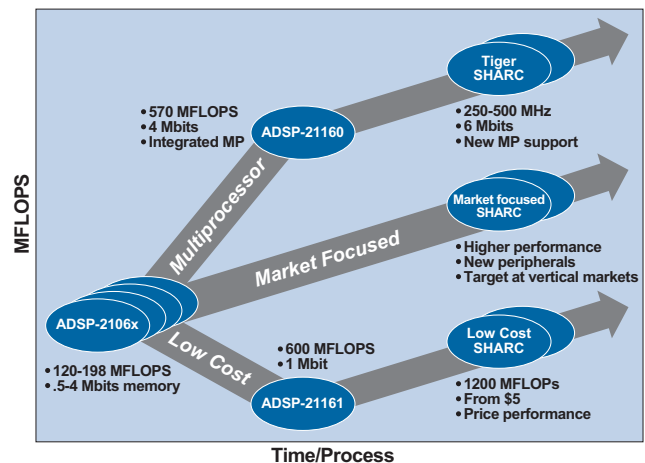 Tiger
SHARC
• 570 MFLOPS
• 4 Mbits
• Integrated MP
ADSP-21160
• 250-500 MHz
• 6 Mbits
• New MP support
Multiprocessor
MFLOPS
Market focused
SHARC
Market Focused
• Higher performance
• New peripherals
• Target at vertical markets
ADSP-2106x
• 120-198 MFLOPS
• .5-4 Mbits memory
Low Cost
• 600 MFLOPS
• 1 Mbit
ADSP-21161
Low Cost
SHARC
• 1200 MFLOPs
• From $5
• Price performance
Time/Process